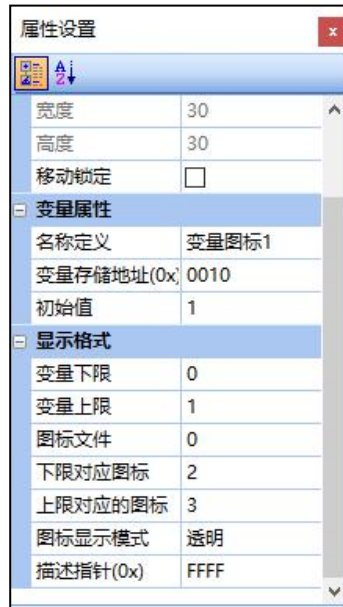 属性设置
x
宽度 30
高度 30
移动锁定
变量属性
名称定义 变量图标1
变量存储地址(0x) 0010
初始值 1
显示格式
变量下限 0
变量上限 1
图标文件 0
下限对应图标 2
上限对应的图标 3
图标显示模式 透明
描述指针(0x) FFFF